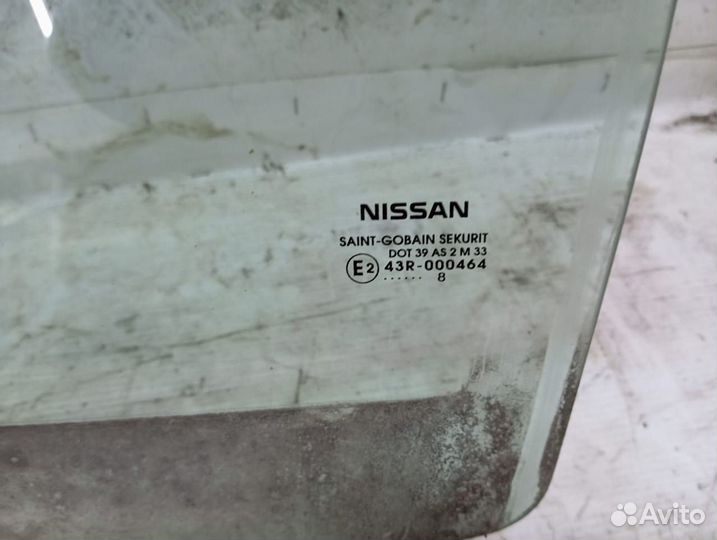 NISSAN
SAINT-GOBAIN SEKURIT
DOT 39 AS 2 M 33
E2 43R-000464
...... 8
Avito